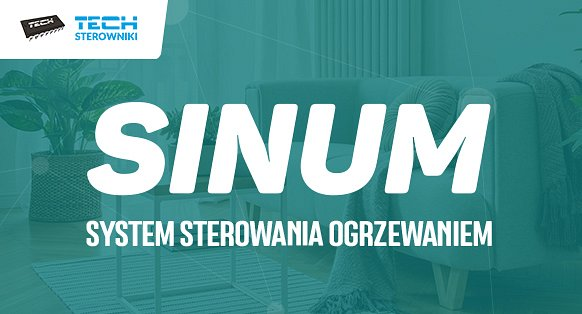 TECH
TECH
STEROWNIKI
SINUM
SYSTEM STEROWANIA OGRZEWANIEM